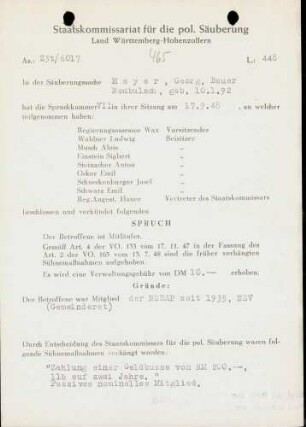 Staatskommissariat für die pol. Säuberung
Land Württemberg-Hohenzollern
465
Az.: 23t/6017
L: 446
In der Säuberungssache M e y e r , Georg, Bauer
Neubulach, geb. 10.1.92
hat die Spruchkammer VII in ihrer Sitzung am 17.9.48 , an welcher
teilgenommen haben:
Regierungsassessor Wax Vorsitzender
Waldner Ludwig Beisitzer
Musch Alois "
Einstein Sigbert "
Steinacher Anton "
Osker Emil "
Schneckenburger Josef "
Schwarz Emil "
Reg.Angest. Vertreter des Staatskommissars
beschlossen und verkündet folgenden
SPRUCH
Der Betroffene ist Mitläufer.
Gemäß Art. 4 der VO. 133 vom 17. 11. 47 in der Fassung des
Art. 2 der VO. 165 vom 13. 7. 48 sind die früher verhängten
Sühnemaßnahmen aufgehoben.
Es wird eine Verwaltungsgebühr von DM 10.-- erhoben;
Gründe:
Der Betroffene war Mitglied der NSDAP seit 1935, NSV
(Gemeinderat)
Durch Entscheidung des Staatskommissars für die pol. Säuberung waren fol-
gende Sühnemaßnahmen verhängt worden:
"Zahlung einer Geldbusse von RM 200.--,
11b auf zwei Jahre. "
Passives nominelles Mitglied.